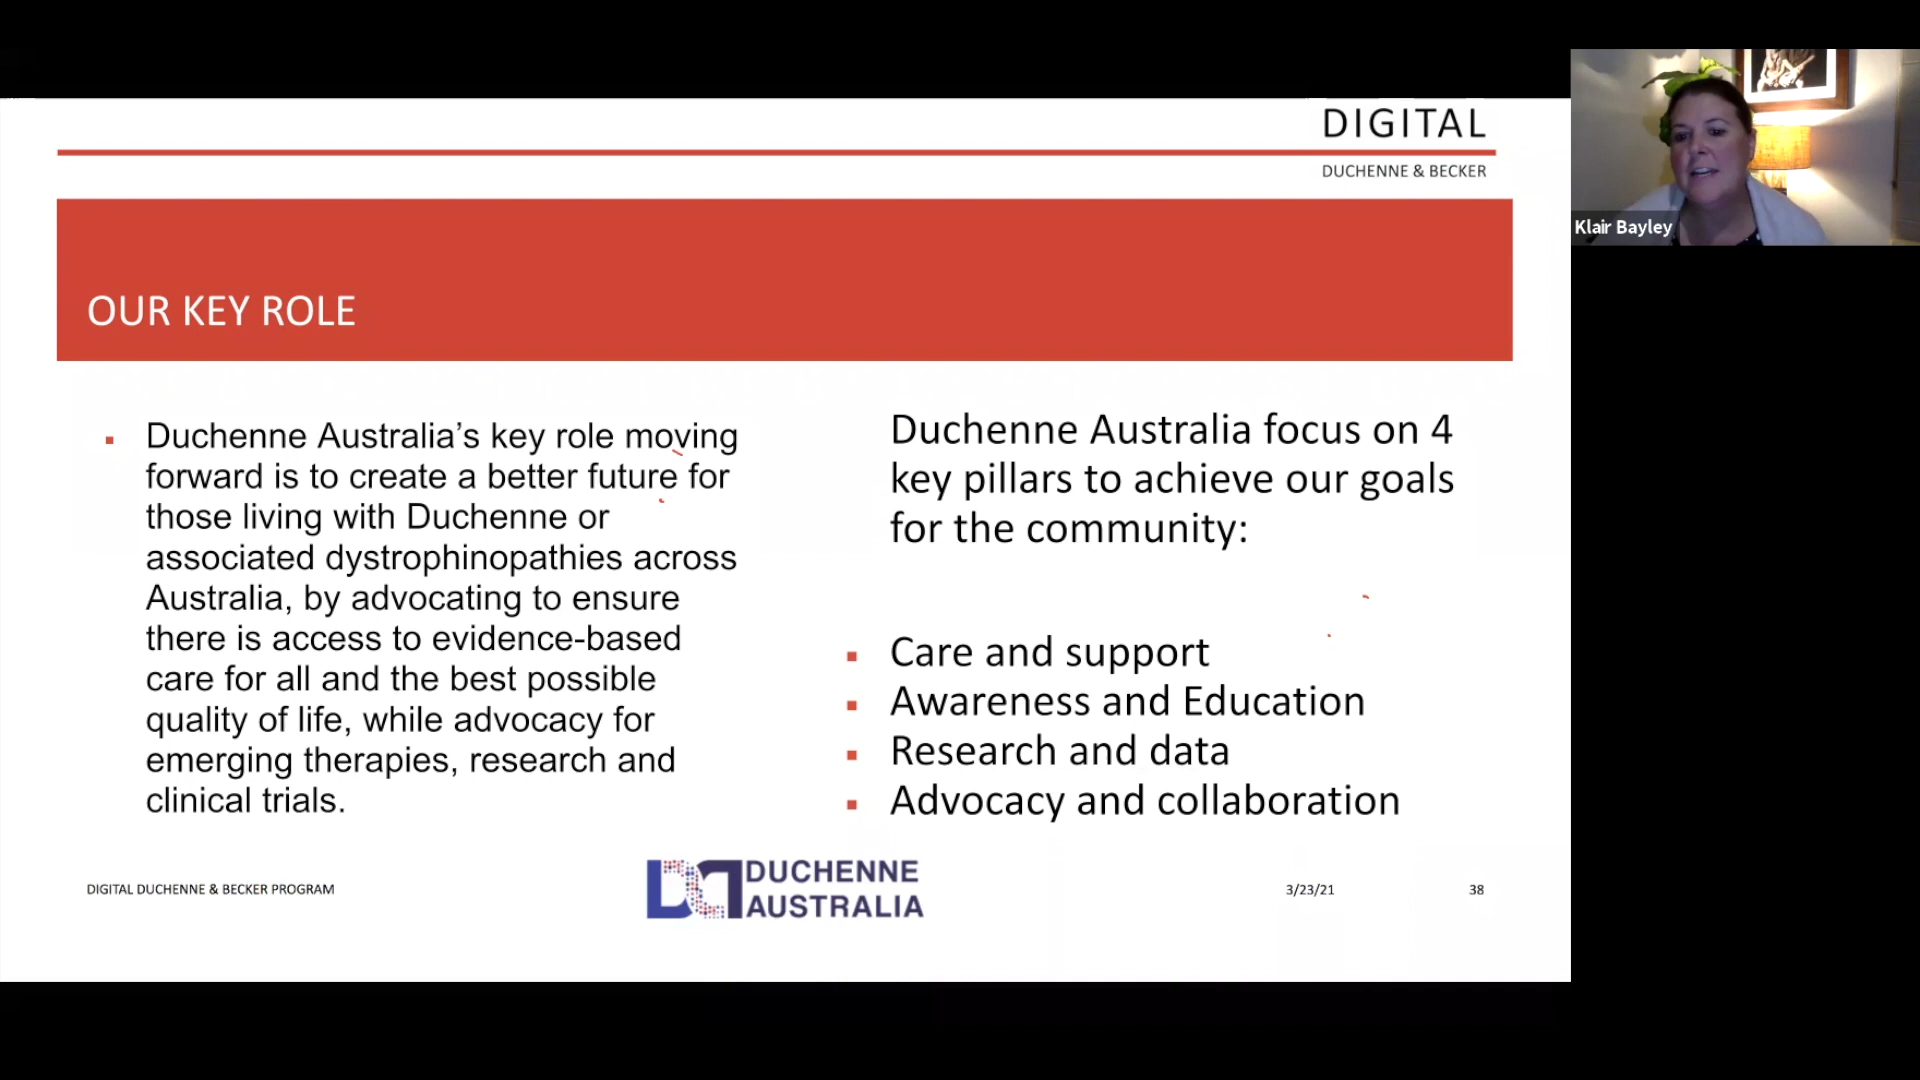 DIGITAL
DUCHENNE & BECKER
Klair Bayley
OUR KEY ROLE
Duchenne Australia’s key role moving
forward is to create a better future for
those living with Duchenne or
associated dystrophinopathies across
Australia, by advocating to ensure
there is access to evidence-based
care for all and the best possible
quality of life, while advocacy for
emerging therapies, research and
clinical trials.
Duchenne Australia focus on 4
key pillars to achieve our goals
for the community:
Care and support
Awareness and Education
Research and data
Advocacy and collaboration
DIGITAL DUCHENNE & BECKER PROGRAM
DUCHENNE
AUSTRALIA
3/23/21
38